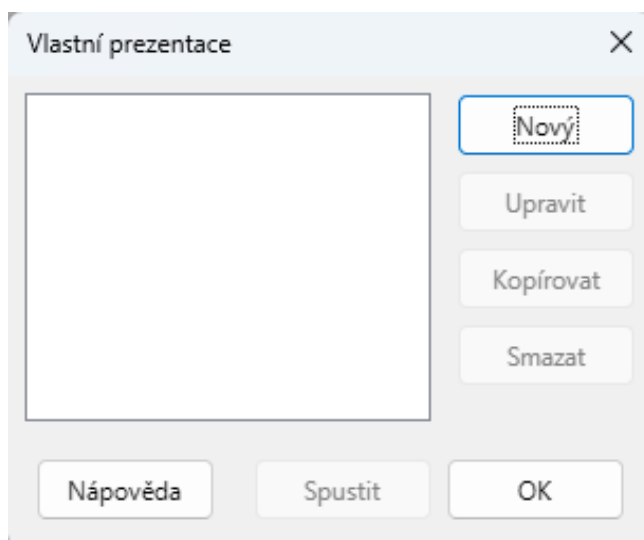 Vlastní prezentace
Nový
Upravit
Kopírovat
Smazat
Nápověda
Spustit
OK